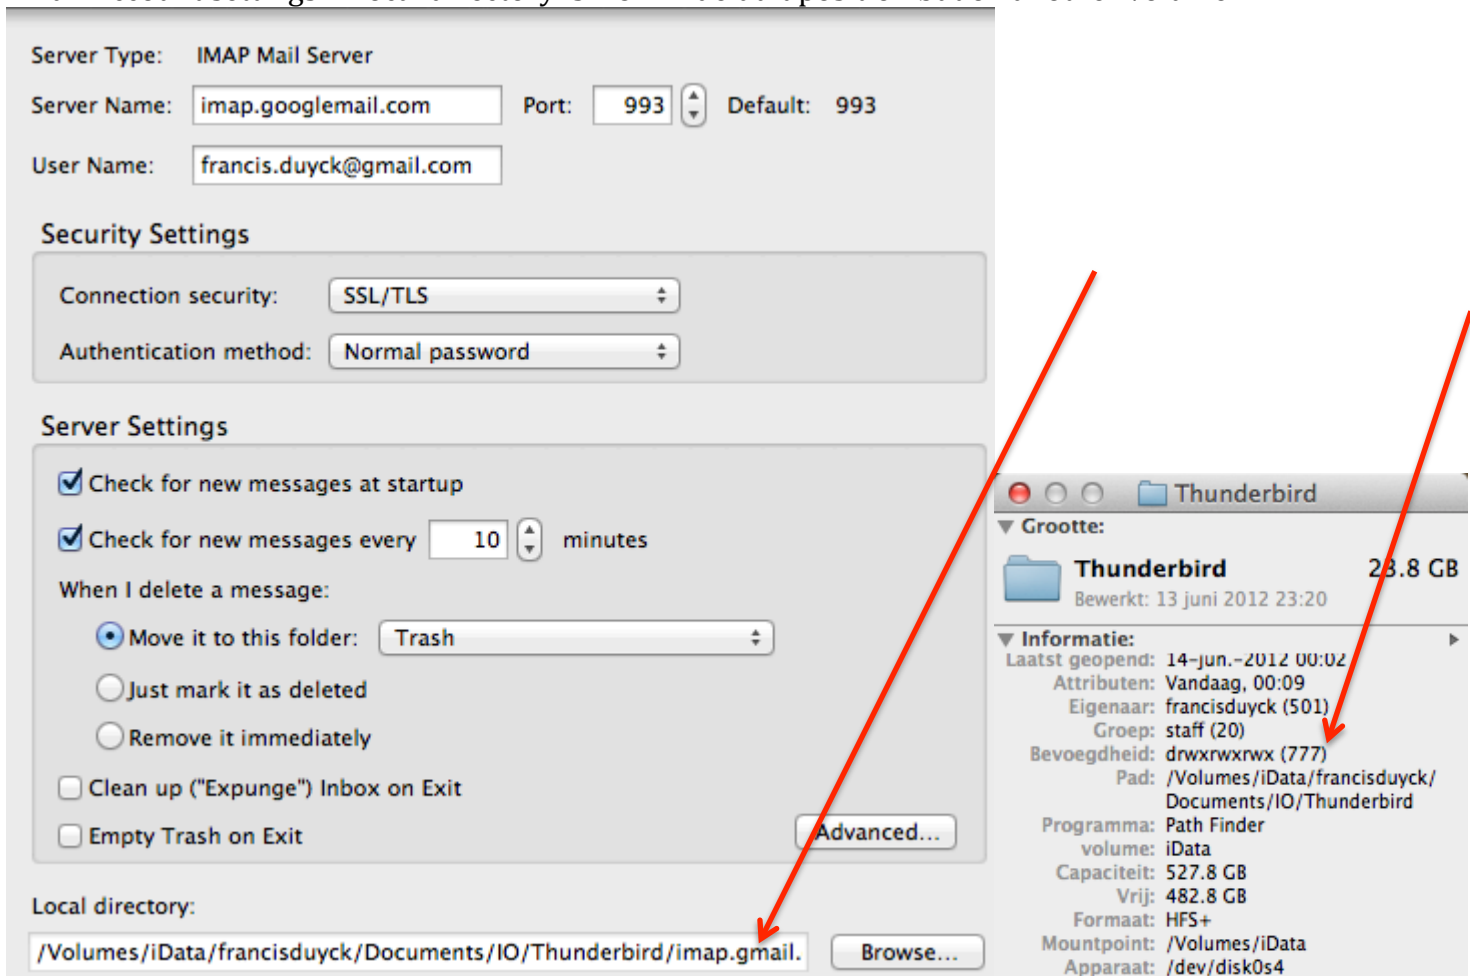 Server Type: IMAP Mail Server
Server Name: imap.googlemail.com Port: 993 Default: 993
User Name: francis.duyck@gmail.com
Security Settings
Connection security: SSL/TLS
Authentication method: Normal password
Server Settings
Check for new messages at startup
Check for new messages every 10 minutes
When I delete a message:
Move it to this folder: Trash
Just mark it as deleted
Remove it immediately
Clean up ("Expunge") Inbox on Exit
Empty Trash on Exit
Advanced...
Local directory:
/Volumes/iData/francisduyck/Documents/IO/Thunderbird/imap.gmail. Browse...
Thunderbird
Grootte:
Thunderbird 23.8 GB
Bewerkt: 13 juni 2012 23:20
Informatie:
Laatst geopend: 14-jun.-2012 00:02
Attributen: Vandaag, 00:09
Eigenaar: francisduyck (501)
Groep: staff (20)
Bevoegdheid: drwxrwxrwx (777)
Pad: /Volumes/iData/francisduyck/
Documents/IO/Thunderbird
Programma: Path Finder
volume: iData
Capaciteit: 527.8 GB
Vrij: 482.8 GB
Formaat: HFS+
Mountpoint: /Volumes/iData
Apparaat: /dev/disk0s4